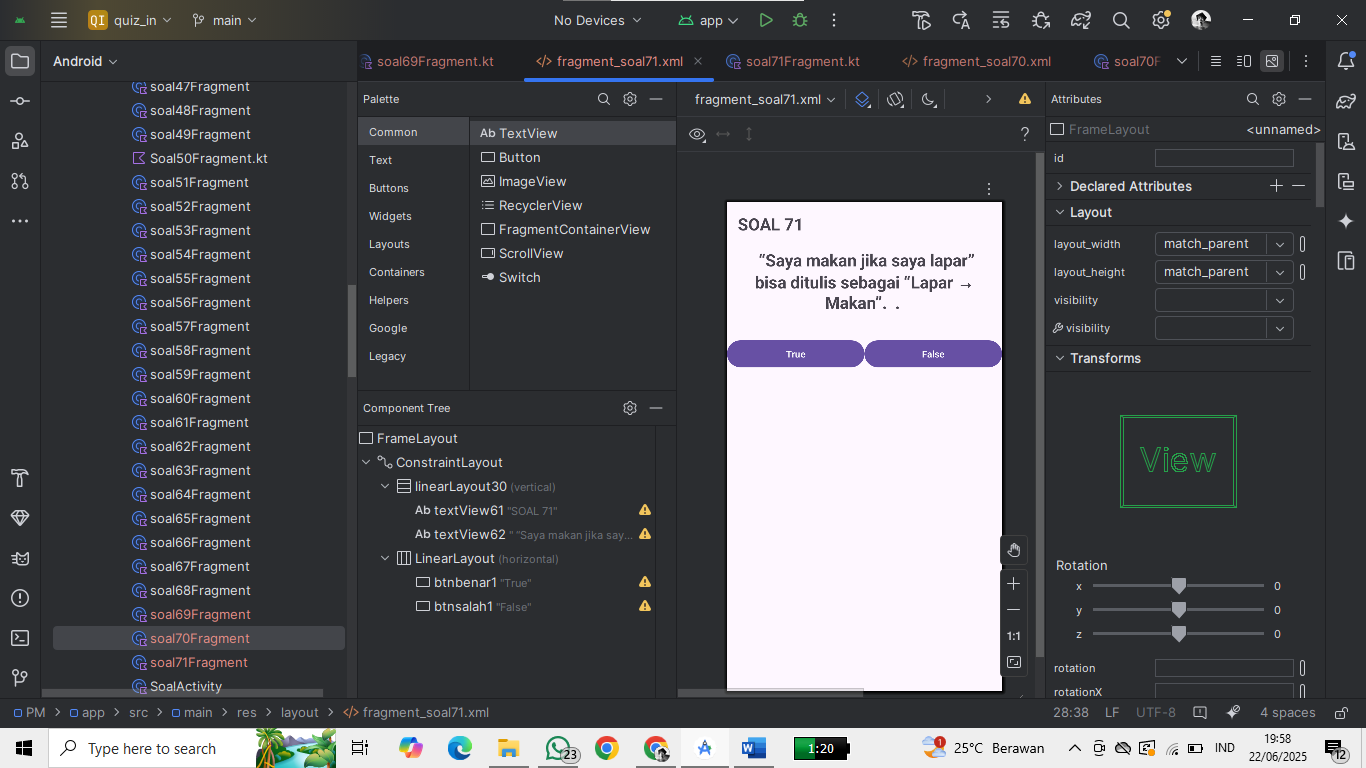 QI quiz_in main No Devices app
Android
soal47Fragment
soal48Fragment
soal49Fragment
Soal50Fragment.kt
soal51Fragment
soal52Fragment
soal53Fragment
soal54Fragment
soal55Fragment
soal56Fragment
soal57Fragment
soal58Fragment
soal59Fragment
soal60Fragment
soal61Fragment
soal62Fragment
soal63Fragment
soal64Fragment
soal65Fragment
soal66Fragment
soal67Fragment
soal68Fragment
soal69Fragment
soal70Fragment
soal71Fragment
SoalActivity
soal69Fragment.kt fragment_soal71.xml soal71Fragment.kt fragment_soal70.xml soal70F
Palette
Common
Text
Buttons
Widgets
Layouts
Containers
Helpers
Google
Legacy
Ab TextView
Button
ImageView
RecyclerView
FragmentContainerView
ScrollView
Switch
Component Tree
FrameLayout
ConstraintLayout
linearLayout30 (vertical)
Ab textView61 "SOAL 71"
Ab textView62 " "Saya makan jika say...
LinearLayout (horizontal)
btnbenar1 "True"
btnsalah1 "False"
fragment_soal71.xml
?
SOAL 71
“Saya makan jika saya lapar”
bisa ditulis sebagai “Lapar →
Makan”. .
True False
1:1
Attributes
FrameLayout <unnamed>
id
Declared Attributes
Layout
layout_width match_parent
layout_height match_parent
visibility
visibility
Transforms
View
Rotation
x 0
y 0
z 0
rotation
rotationX
PM > app > src > main > res > layout > fragment_soal71.xml
28:38 LF UTF-8 4 spaces
Type here to search
23
1:20
1
25°C Berawan
IND
19:58
22/06/2025
12